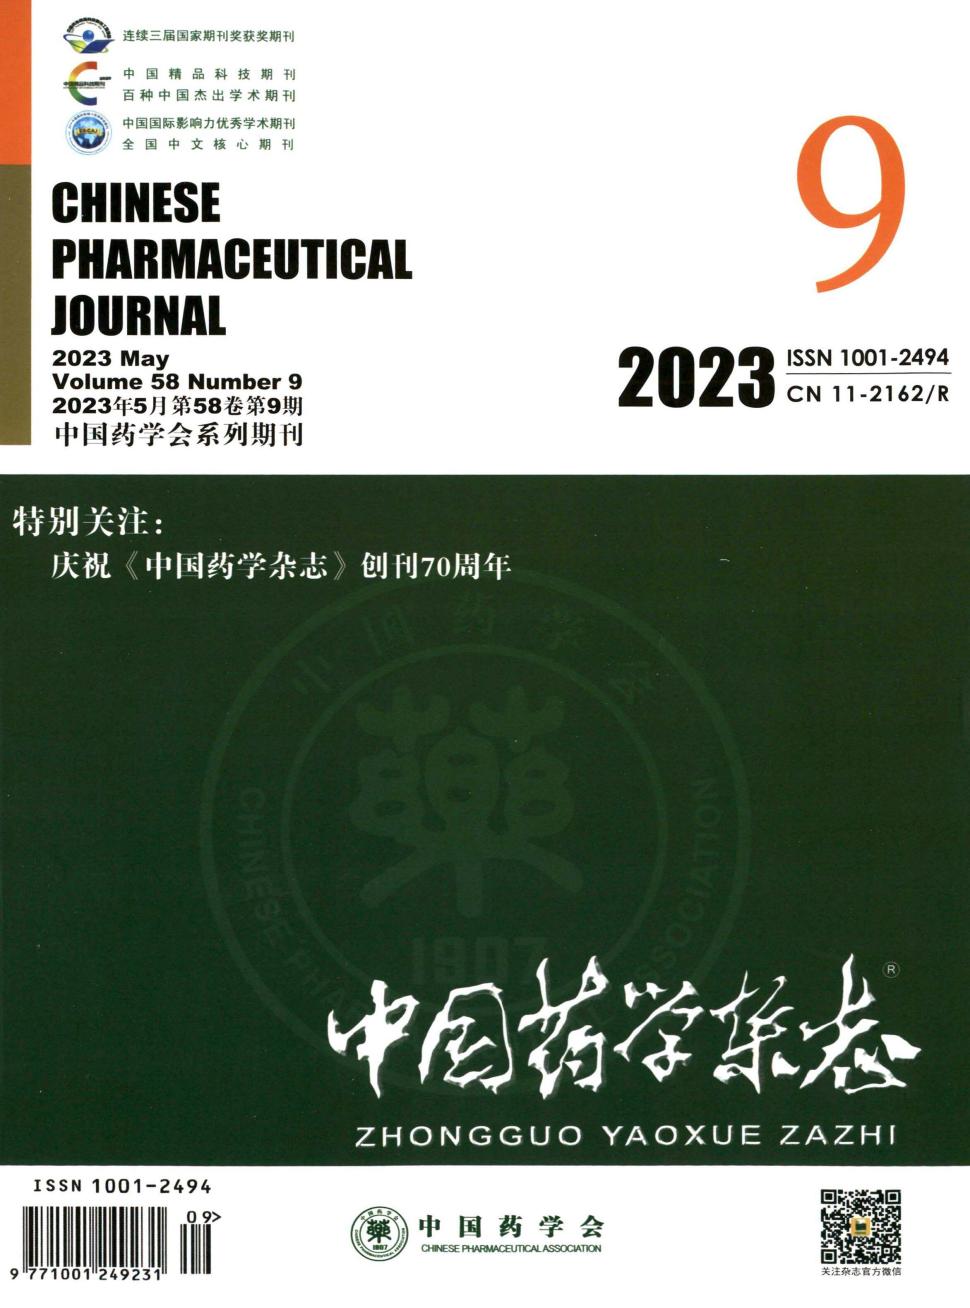 连续三届国家期刊奖获奖期刊
中国精品科技期刊
百种中国杰出学术期刊
中国国际影响力优秀学术期刊
全国中文核心期刊
9
CHINESE
PHARMACEUTICAL
JOURNAL
2023 May
Volume 58 Number 9
2023年5月第58卷第9期
中国药学会系列期刊
2023
ISSN 1001-2494
CN 11-2162/R
特别关注：
庆祝《中国药学杂志》创刊70周年
中国药学会
藥
CHINESE PHARMACEUTICAL ASSOCIATION
1907
中国药学杂志®
ZHONGGUO YAOXUE ZAZHI
ISSN 1001-2494
09>
9 771001 249231
藥
1907
中国药学会
CHINESE PHARMACEUTICAL ASSOCIATION
关注杂志官方微信